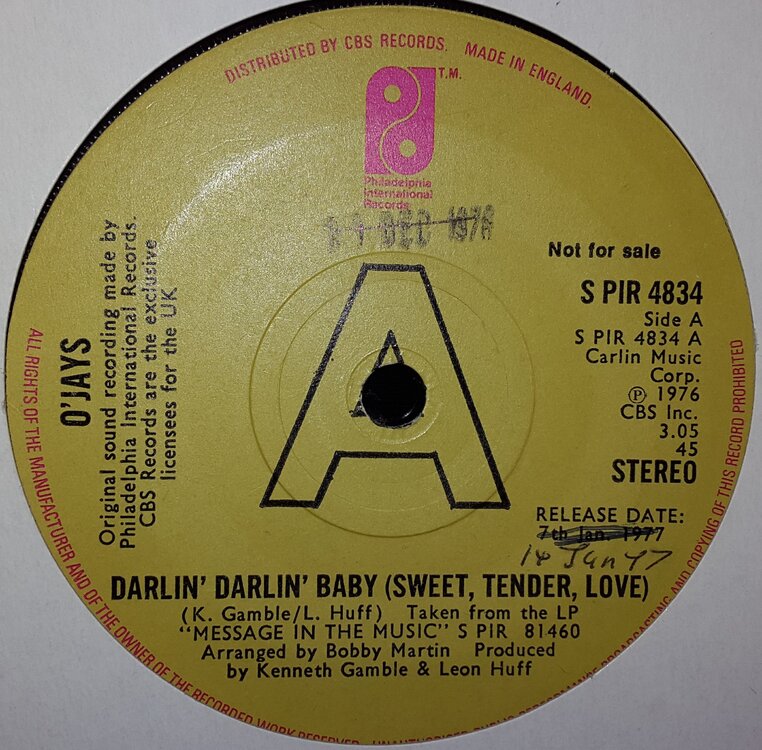 DISTRIBUTED BY CBS RECORDS. MADE IN ENGLAND.
T.M.
Philadelphia
International
Records
DEC 1976
Not for sale
S PIR 4834
Side A
S PIR 4834 A
Carlin Music
Corp.
Ⓟ 1976
CBS Inc.
3.05
45
STEREO
A
O'JAYS
Original sound recording made by
Philadelphia International Records.
CBS Records are the exclusive
licensees for the UK
RELEASE DATE:
7th Jan. 1977
14 Jan 77
DARLIN' DARLIN' BABY (SWEET, TENDER, LOVE)
(K. Gamble/L. Huff) Taken from the LP
"MESSAGE IN THE MUSIC" S PIR 81460
Arranged by Bobby Martin Produced
by Kenneth Gamble & Leon Huff
ALL RIGHTS OF THE MANUFACTURER AND OF THE OWNER OF THE RECORDED WORK RESERVED. UNAUTHORISED PUBLIC PERFORMANCE BROADCASTING AND COPYING OF THIS RECORD PROHIBITED